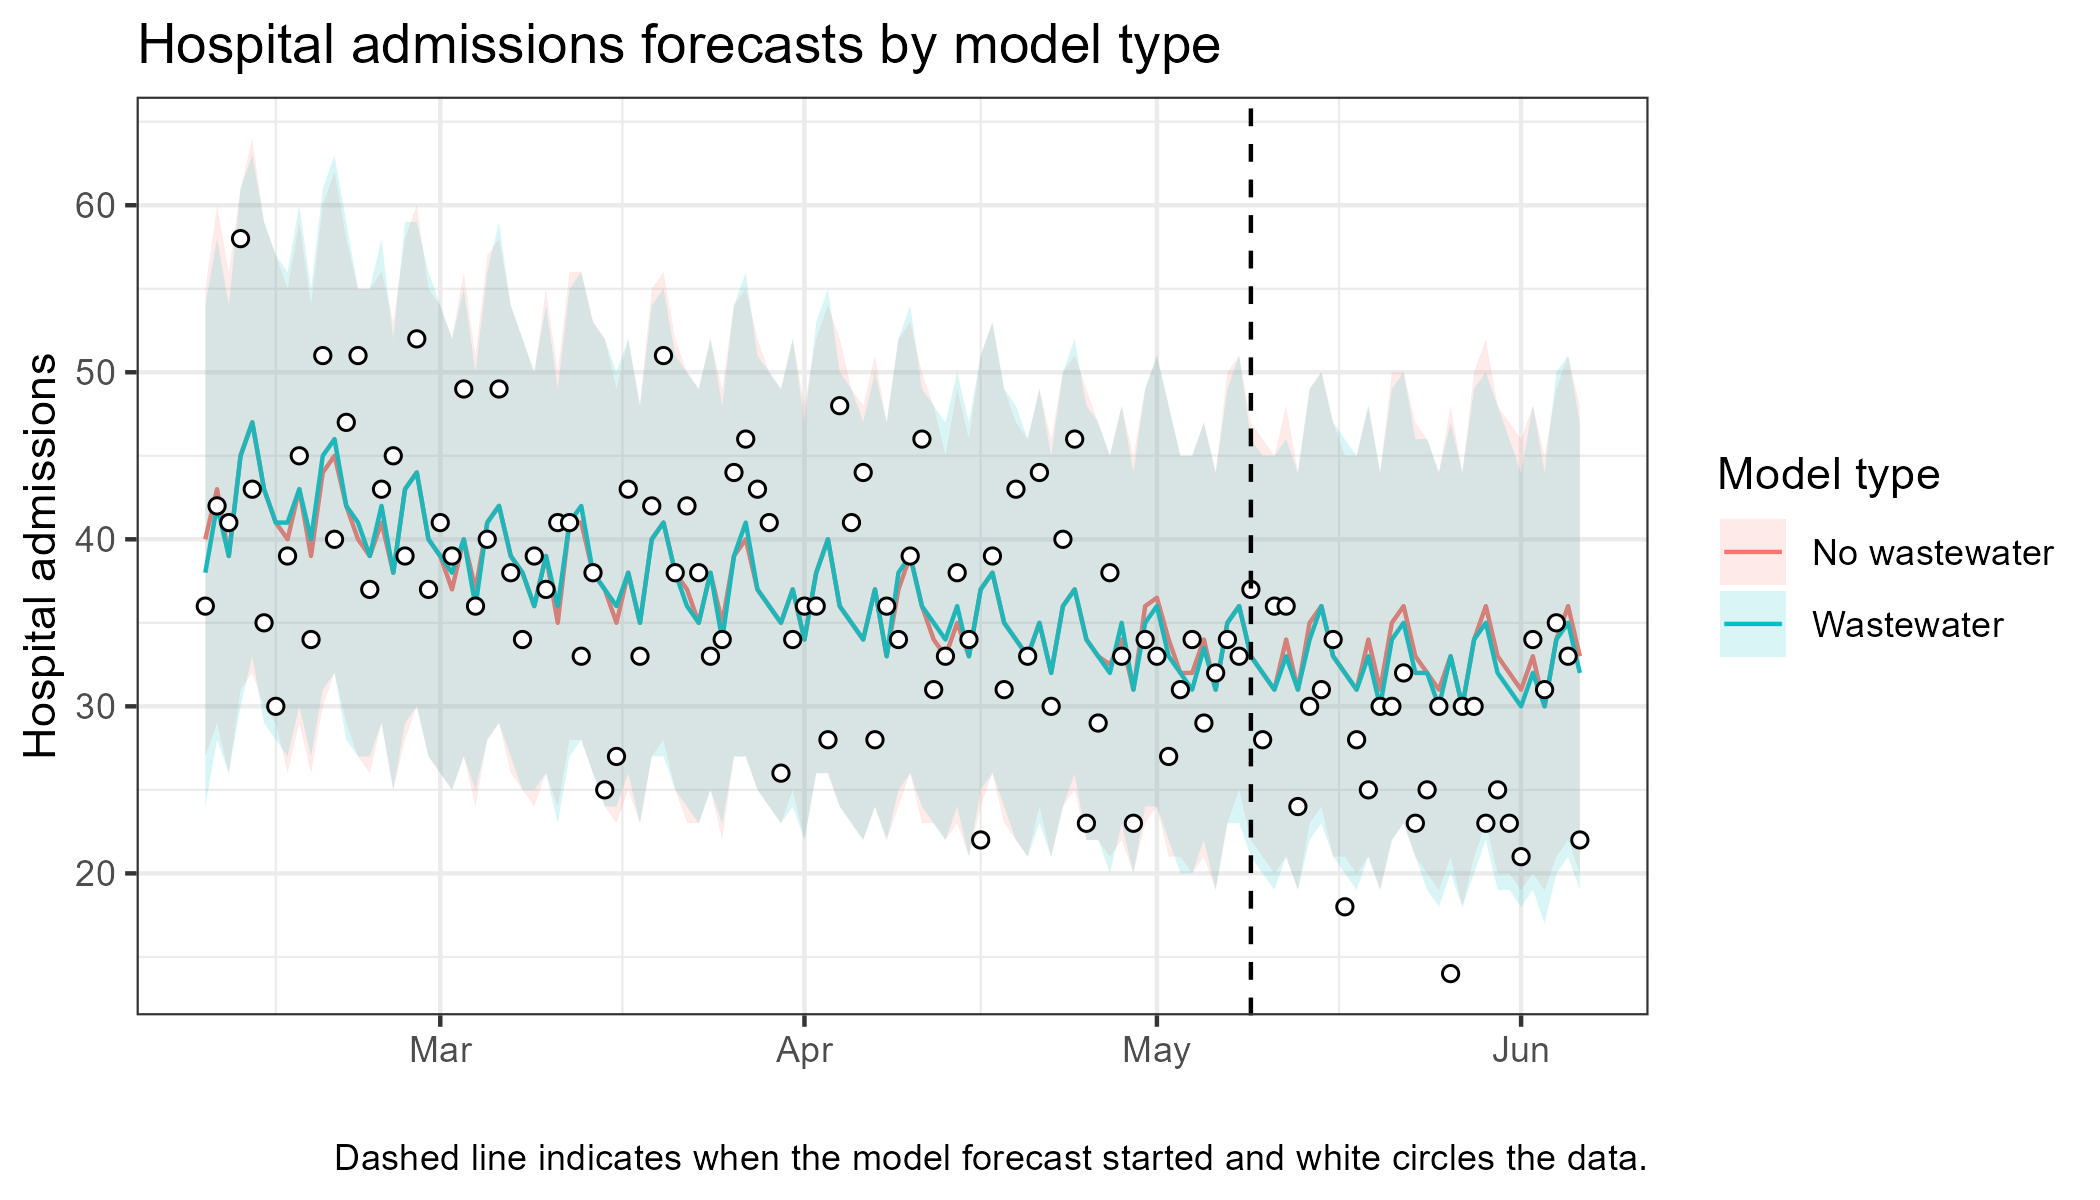 Hospital admissions forecasts by model type
Hospital admissions
60
50
40
30
20
Mar
Apr
May
Jun
Model type
No wastewater
Wastewater
Dashed line indicates when the model forecast started and white circles the data.